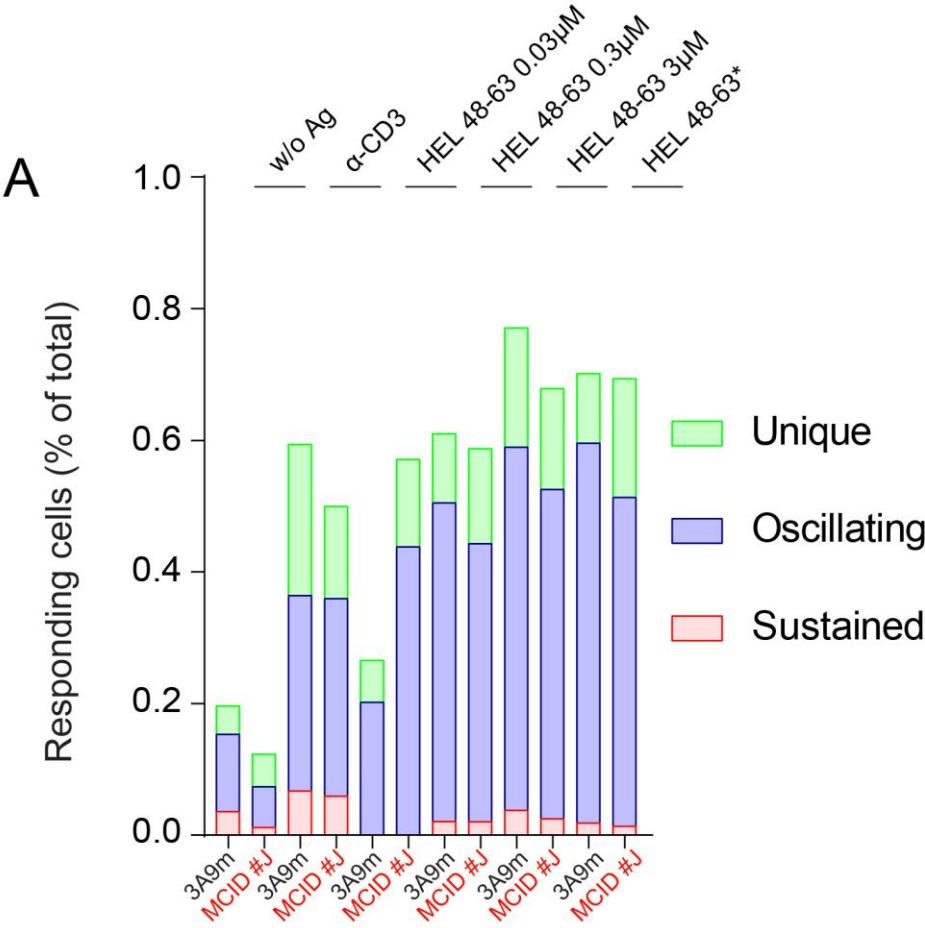 A
w/o Ag
α-CD3
HEL 48-63 0.03µM
HEL 48-63 0.3µM
HEL 48-63 3µM
HEL 48-63*
Responding cells (% of total)
1.0
0.8
0.6
0.4
0.2
0.0
3A9m
MCID #J
3A9m
MCID #J
3A9m
MCID #J
3A9m
MCID #J
3A9m
MCID #J
3A9m
MCID #J
Unique
Oscillating
Sustained